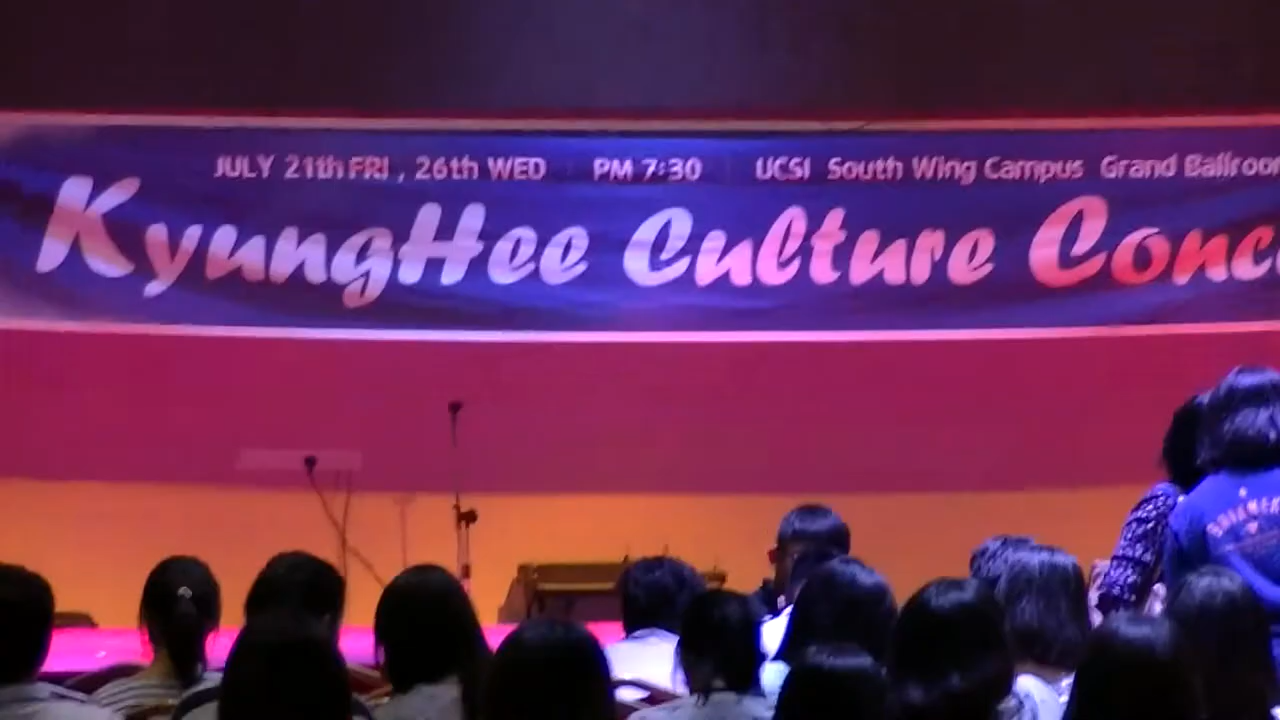 JULY 21th FRI , 26th WED PM 7:30 UCSI South Wing Campus Grand Ballroom
KyungHee Culture Conc